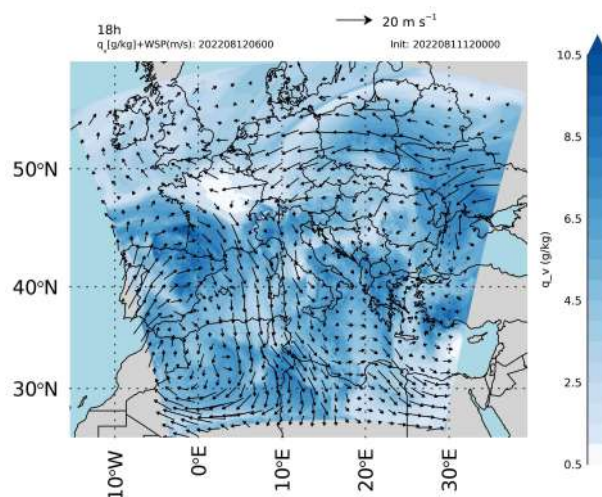 20 m s⁻¹
18h
q_v[g/kg]+WSP(m/s): 202208120600
Init: 20220811120000
10.5
8.5
6.5
4.5
2.5
0.5
q_v (g/kg)
50°N
40°N
30°N
10°W
0°E
10°E
20°E
30°E